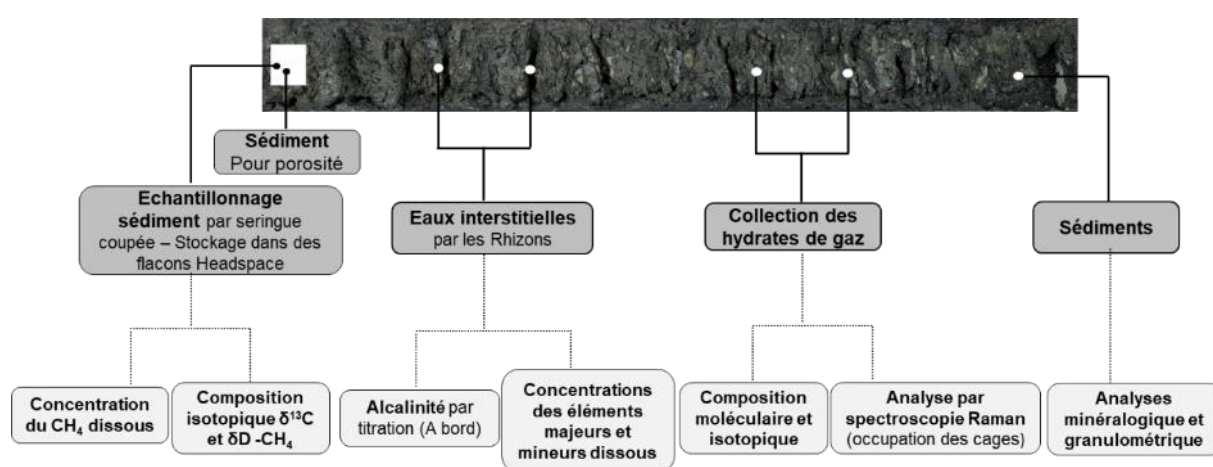 Sédiment
Pour porosité
Echantillonnage
sédiment par seringue
coupée – Stockage dans des
flacons Headspace
Eaux interstitielles
par les Rhizons
Collection des
hydrates de gaz
Sédiments
Concentration
du CH₄ dissous
Composition
isotopique δ¹³C
et δD -CH₄
Alcalinité par
titration (A bord)
Concentrations
des éléments
majeurs et
mineurs dissous
Composition
moléculaire et
isotopique
Analyse par
spectroscopie Raman
(occupation des cages)
Analyses
minéralogique et
granulométrique